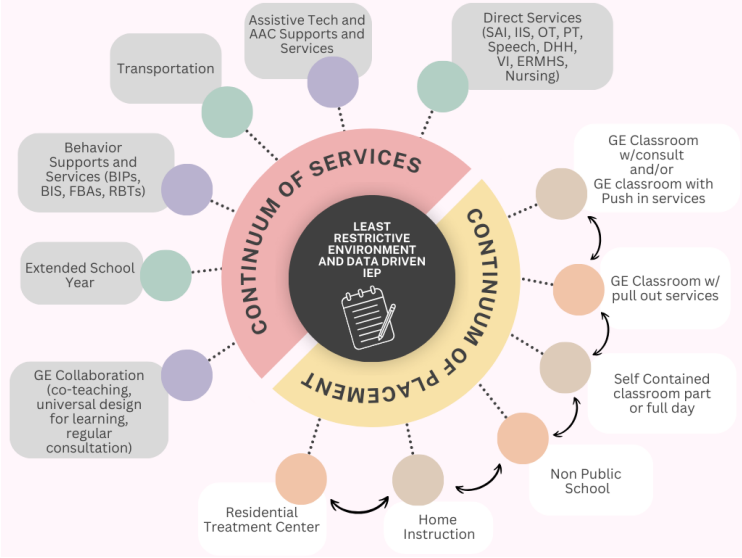 Assistive Tech and
AAC Supports and
Services
Direct Services
(SAI, IIS, OT, PT,
Speech, DHH,
VI, ERMHS,
Nursing)
Transportation
Behavior
Supports and
Services (BIPs,
BIS, FBAs, RBTs)
Extended School
Year
GE Collaboration
(co-teaching,
universal design
for learning,
regular
consultation)
CONTINUUM OF SERVICES
LEAST
RESTRICTIVE
ENVIRONMENT
AND DATA DRIVEN
IEP
CONTINUUM OF PLACEMENT
GE Classroom
w/consult
and/or
GE classroom with
Push in services
GE Classroom w/
pull out services
Self Contained
classroom part
or full day
Non Public
School
Home
Instruction
Residential
Treatment Center